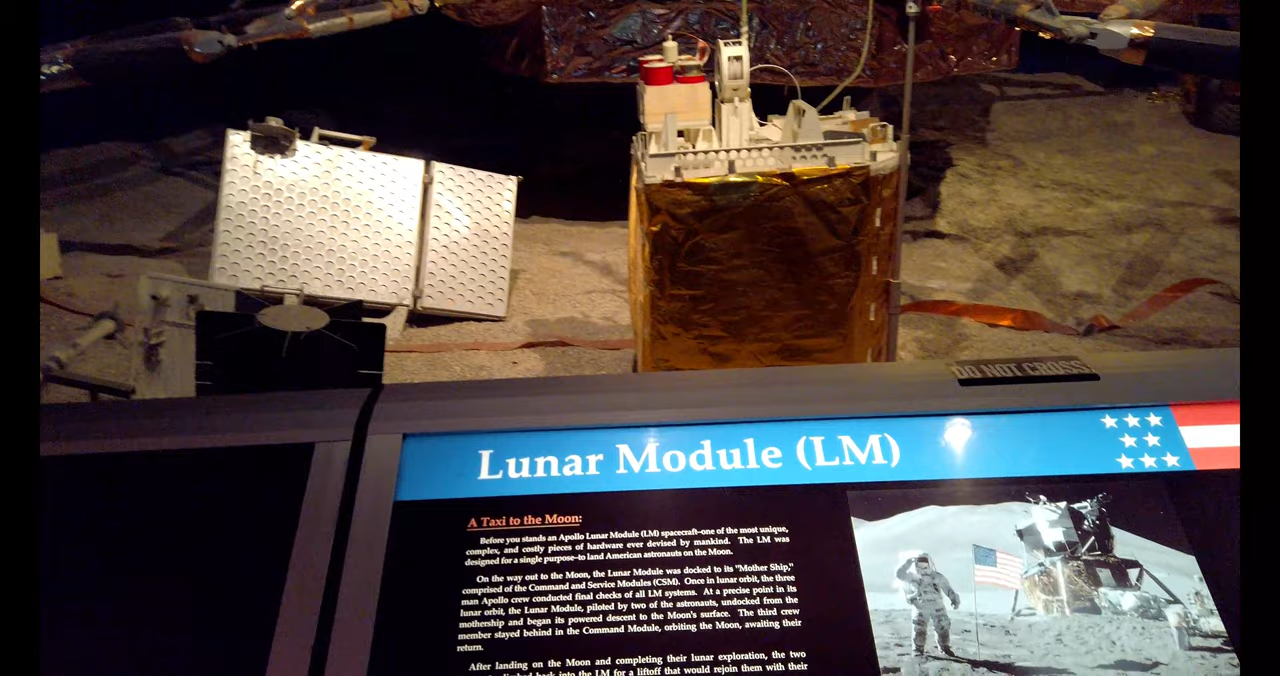 DO NOT CROSS
Lunar Module (LM)
A Taxi to the Moon:
Before you stands an Apollo Lunar Module (LM) spacecraft–one of the most unique,
complex, and costly pieces of hardware ever devised by mankind. The LM was
designed for a single purpose–to land American astronauts on the Moon.
On the way out to the Moon, the Lunar Module was docked to its "Mother Ship,"
comprised of the Command and Service Modules (CSM). Once in lunar orbit, the three
man Apollo crew conducted final checks of all LM systems. At a precise point in its
lunar orbit, the Lunar Module, piloted by two of the astronauts, undocked from the
mothership and began its powered descent to the Moon's surface. The third crew
member stayed behind in the Command Module, orbiting the Moon, awaiting their
return.
After landing on the Moon and completing their lunar exploration, the two
back into the LM for a liftoff that would rejoin them with their